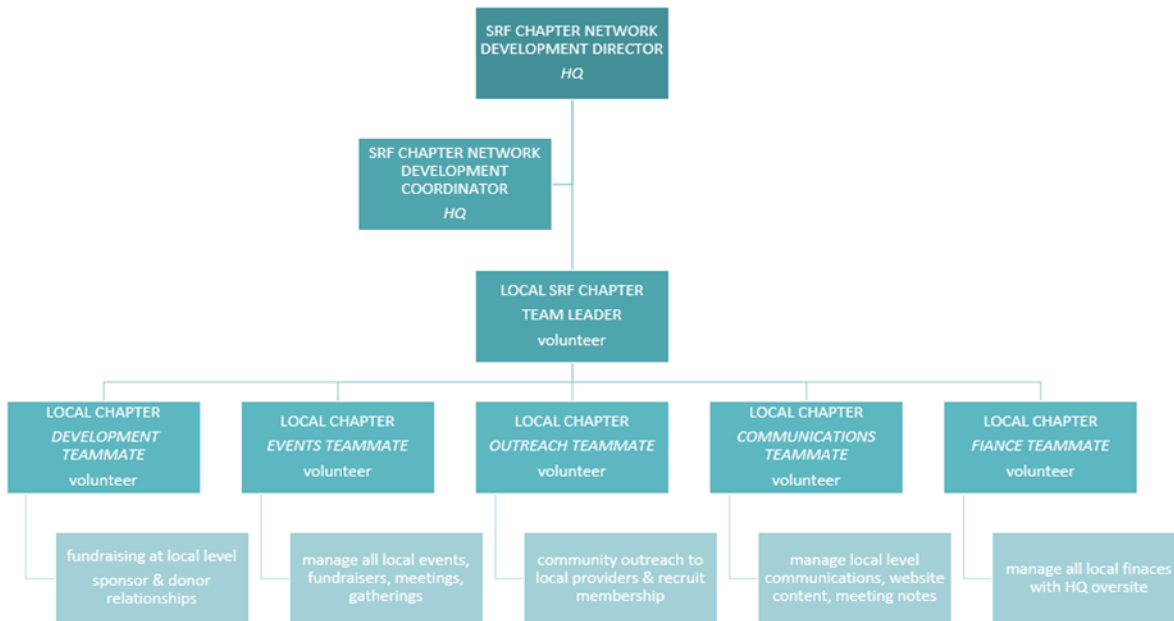 SRF CHAPTER NETWORK
DEVELOPMENT DIRECTOR
HQ
SRF CHAPTER NETWORK
DEVELOPMENT
COORDINATOR
HQ
LOCAL SRF CHAPTER
TEAM LEADER
volunteer
LOCAL CHAPTER
DEVELOPMENT
TEAMMATE
volunteer
LOCAL CHAPTER
EVENTS TEAMMATE
volunteer
LOCAL CHAPTER
OUTREACH TEAMMATE
volunteer
LOCAL CHAPTER
COMMUNICATIONS
TEAMMATE
volunteer
LOCAL CHAPTER
FIANCE TEAMMATE
volunteer
fundraising at local level
sponsor & donor
relationships
manage all local events,
fundraisers, meetings,
gatherings
community outreach to
local providers & recruit
membership
manage local level
communications, website
content, meeting notes
manage all local finaces
with HQ oversite